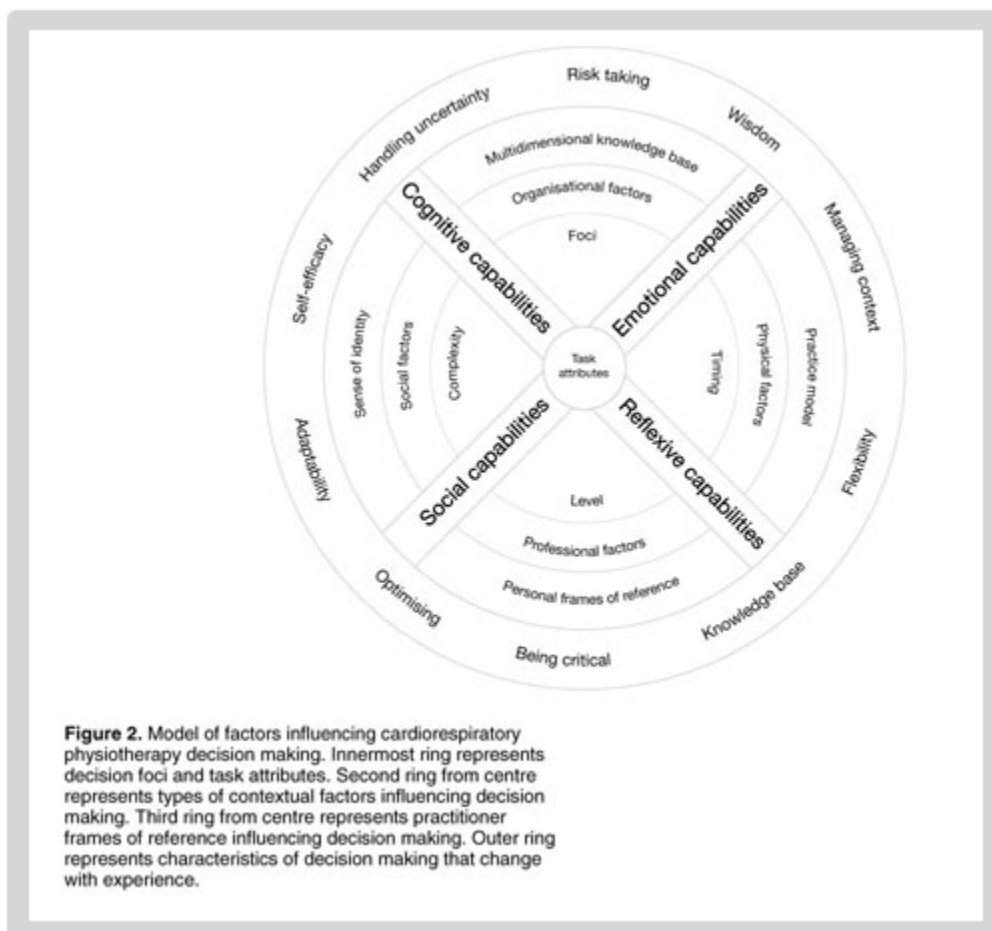 Risk taking
Wisdom
Managing context
Flexibility
Knowledge base
Being critical
Optimising
Adaptability
Self-efficacy
Handling uncertainty
Multidimensional knowledge base
Practice model
Personal frames of reference
Sense of identity
Organisational factors
Physical factors
Professional factors
Social factors
Foci
Timing
Level
Complexity
Cognitive capabilities
Emotional capabilities
Social capabilities
Reflexive capabilities
Task
attributes
Figure 2. Model of factors influencing cardiorespiratory
physiotherapy decision making. Innermost ring represents
decision foci and task attributes. Second ring from centre
represents types of contextual factors influencing decision
making. Third ring from centre represents practitioner
frames of reference influencing decision making. Outer ring
represents characteristics of decision making that change
with experience.